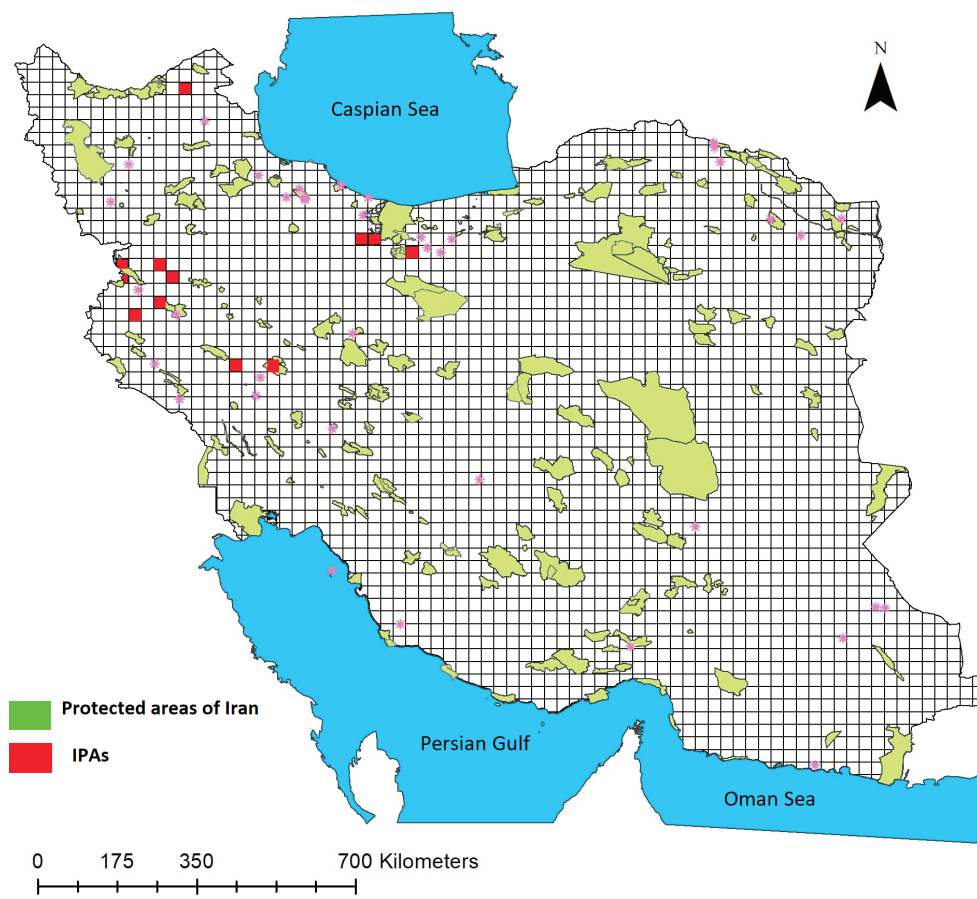 N
Caspian Sea
Protected areas of Iran
IPAs
Persian Gulf
Oman Sea
0 175 350 700 Kilometers